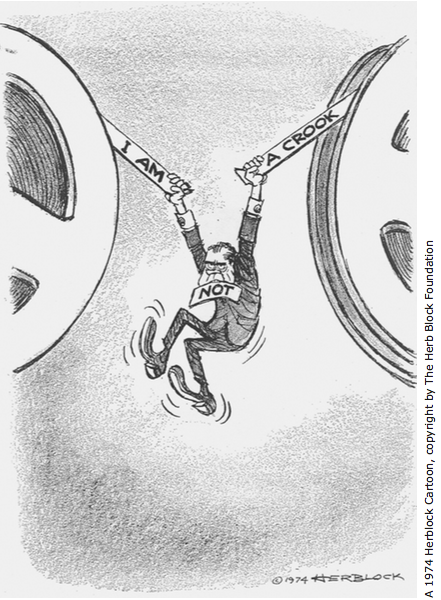 I AM
NOT
A CROOK
©1974 HERBLOCK
A 1974 Herblock Cartoon, copyright by The Herb Block Foundation